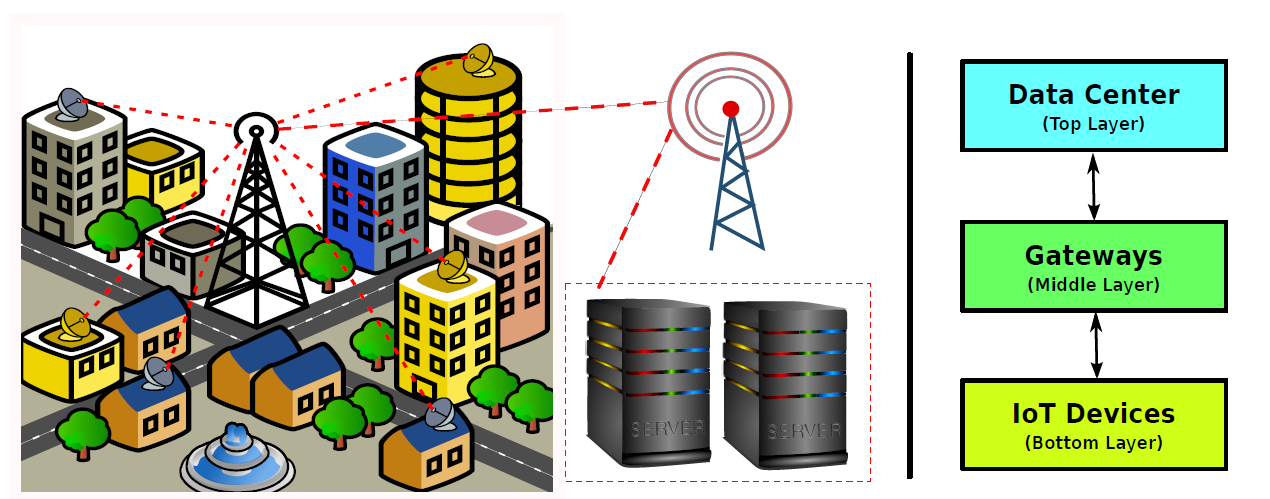 SERVER
SERVER
Data Center
(Top Layer)
Gateways
(Middle Layer)
IoT Devices
(Bottom Layer)